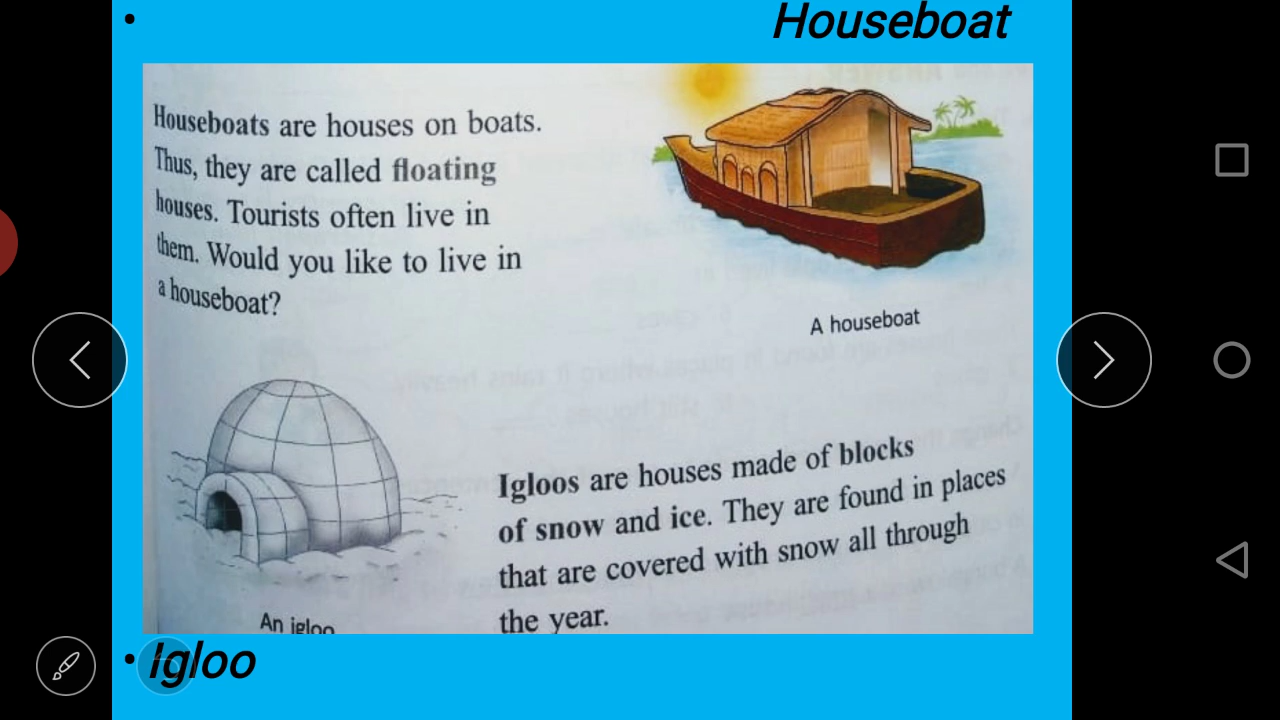 • Houseboat
Houseboats are houses on boats.
Thus, they are called floating
houses. Tourists often live in
them. Would you like to live in
a houseboat?
A houseboat
Igloos are houses made of blocks
of snow and ice. They are found in places
that are covered with snow all through
the year.
An igloo
• Igloo